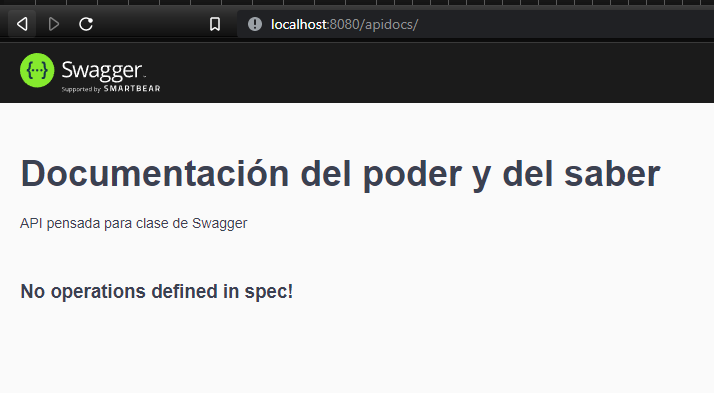 localhost:8080/apidocs/
{···} Swagger™
Supported by SMARTBEAR
Documentación del poder y del saber
API pensada para clase de Swagger
No operations defined in spec!